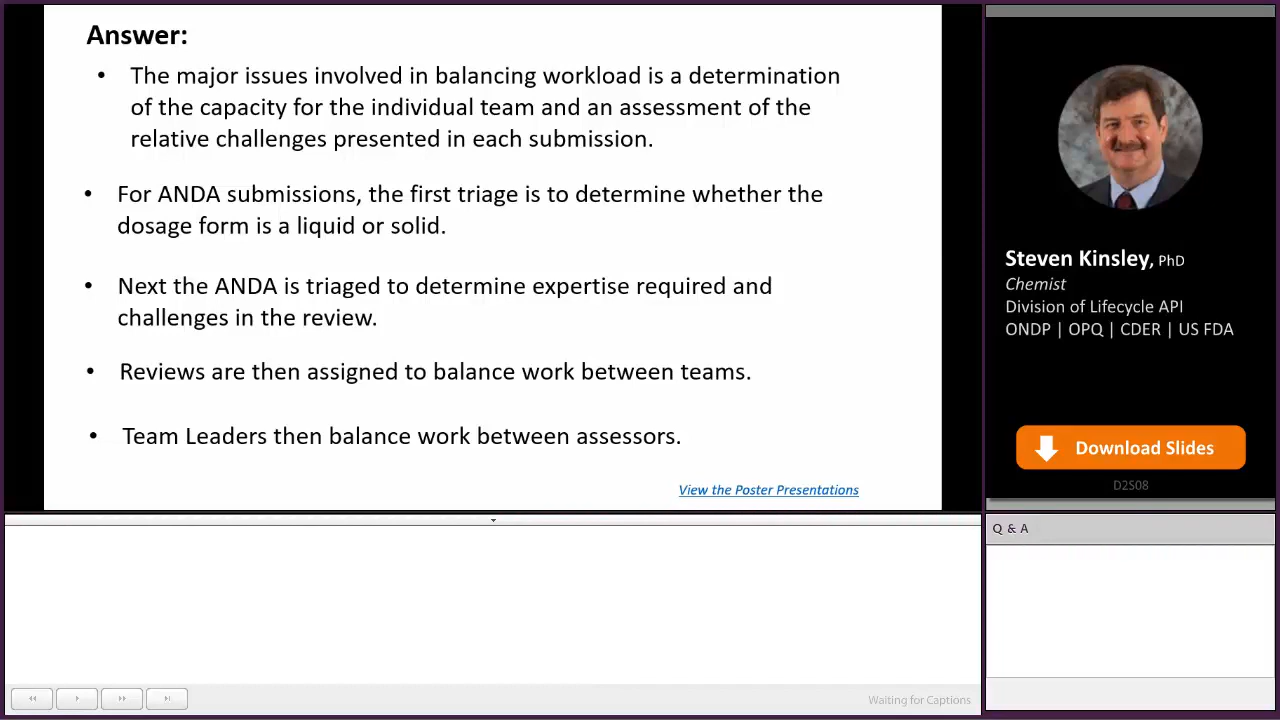 Answer:
• The major issues involved in balancing workload is a determination
of the capacity for the individual team and an assessment of the
relative challenges presented in each submission.
• For ANDA submissions, the first triage is to determine whether the
dosage form is a liquid or solid.
• Next the ANDA is triaged to determine expertise required and
challenges in the review.
• Reviews are then assigned to balance work between teams.
• Team Leaders then balance work between assessors.
View the Poster Presentations
Steven Kinsley, PhD
Chemist
Division of Lifecycle API
ONDP | OPQ | CDER | US FDA
Download Slides
D2S08
Q & A
Waiting for Captions